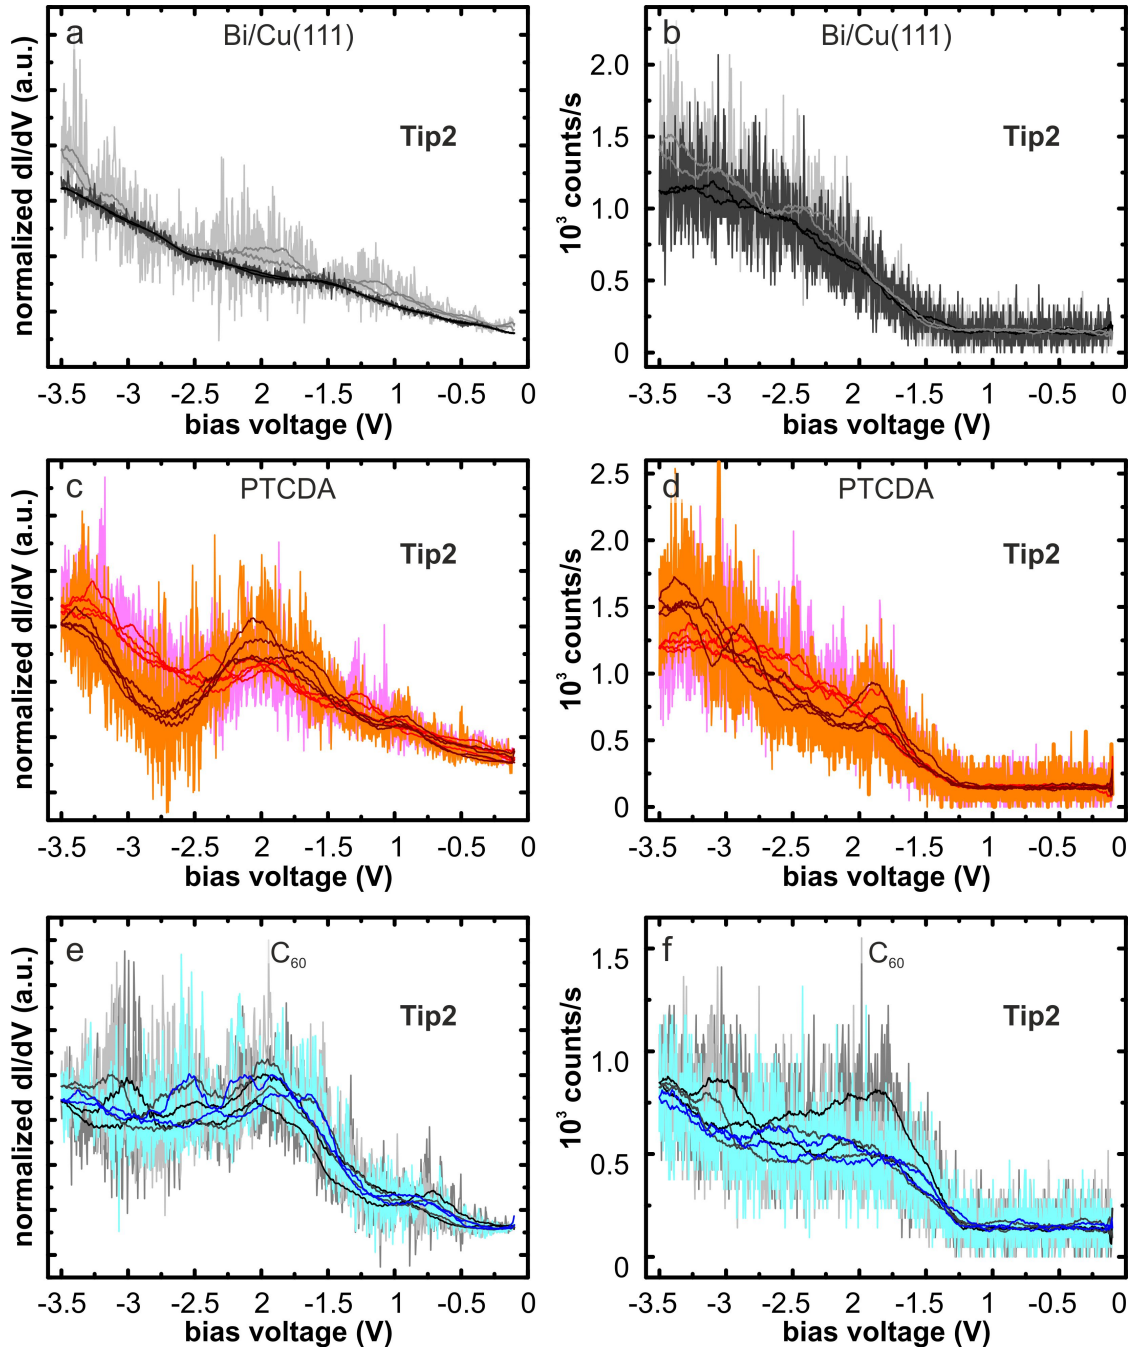 a Bi/Cu(111)
Tip2
normalized dI/dV (a.u.)
-3.5 -3 -2.5 2 -1.5 1 -0.5 0
bias voltage (V)
b Bi/Cu(111)
Tip2
10³ counts/s
2.0
1.5
1.0
0.5
0
-3.5 -3 -2.5 2 -1.5 1 -0.5 0
bias voltage (V)
c PTCDA
Tip2
normalized dI/dV (a.u.)
-3.5 -3 -2.5 2 -1.5 1 -0.5 0
bias voltage (V)
d PTCDA
Tip2
10³ counts/s
2.5
2.0
1.5
1.0
0.5
0
-3.5 -3 -2.5 2 -1.5 1 -0.5 0
bias voltage (V)
e C₆₀
Tip2
normalized dI/dV (a.u.)
-3.5 -3 -2.5 2 -1.5 1 -0.5 0
bias voltage (V)
f C₆₀
Tip2
10³ counts/s
1.5
1.0
0.5
0
-3.5 -3 -2.5 2 -1.5 1 -0.5 0
bias voltage (V)